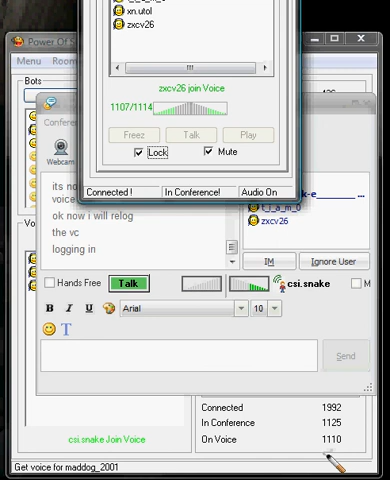 xn.utol
zxcv26
zxcv26 join Voice
1107/1114
Freez
Talk
Play
Lock
Mute
Connected !
In Conference!
Audio On
Power Of S
Menu
Room
Bots
Conferen
Webcam
its no
voice
ok now i will relog
the vc
logging in
t_i_a_m_0
zxcv26
IM
Ignore User
Hands Free
Talk
csi.snake
M
B I U
Arial
10
T
Send
Vo
csi.snake Join Voice
Connected 1992
In Conference 1125
On Voice 1110
Get voice for maddog_2001